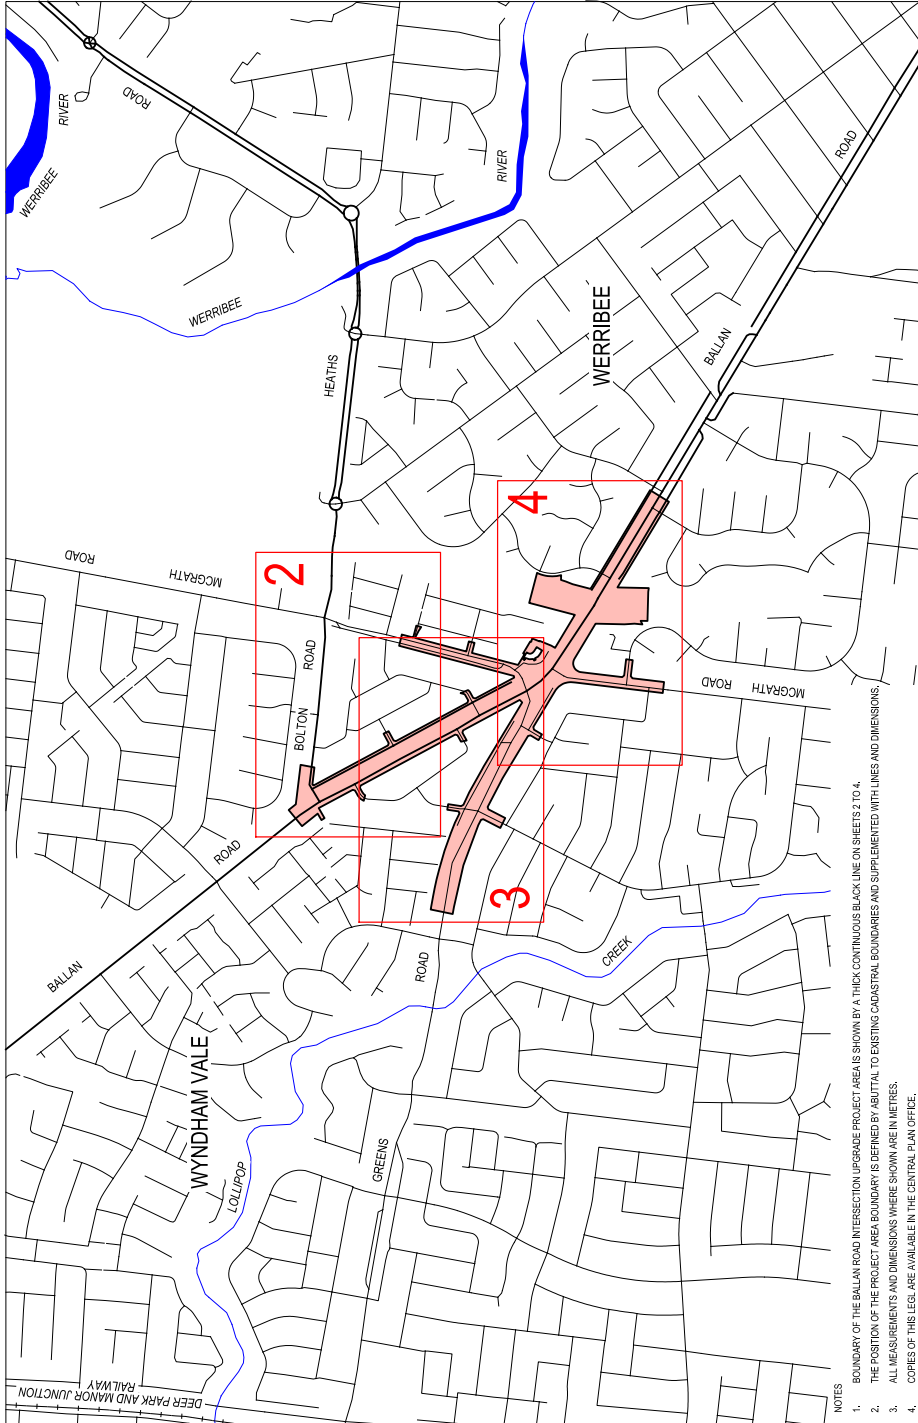 ROAD
RIVER
WERRIBEE
WERRIBEE
RIVER
ROAD
HEATHS
WERRIBEE
BALLAN
ROAD
MCGRATH
2
4
BOLTON ROAD
ROAD
MCGRATH
3
ROAD
BALLAN
ROAD
CREEK
WYNDHAM VALE
LOLLIPOP
GREENS
DEER PARK AND MANOR JUNCTION
RAILWAY
NOTES
1. BOUNDARY OF THE BALLAN ROAD INTERSECTION UPGRADE PROJECT AREA IS SHOWN BY A THICK CONTINUOUS BLACK LINE ON SHEETS 2 TO 4.
2. THE POSITION OF THE PROJECT AREA BOUNDARY IS DEFINED BY ABUTTAL TO EXISTING CADASTRAL BOUNDARIES AND SUPPLEMENTED WITH LINES AND DIMENSIONS.
3. ALL MEASUREMENTS AND DIMENSIONS WHERE SHOWN ARE IN METRES.
4. COPIES OF THIS LEGL ARE AVAILABLE IN THE CENTRAL PLAN OFFICE.